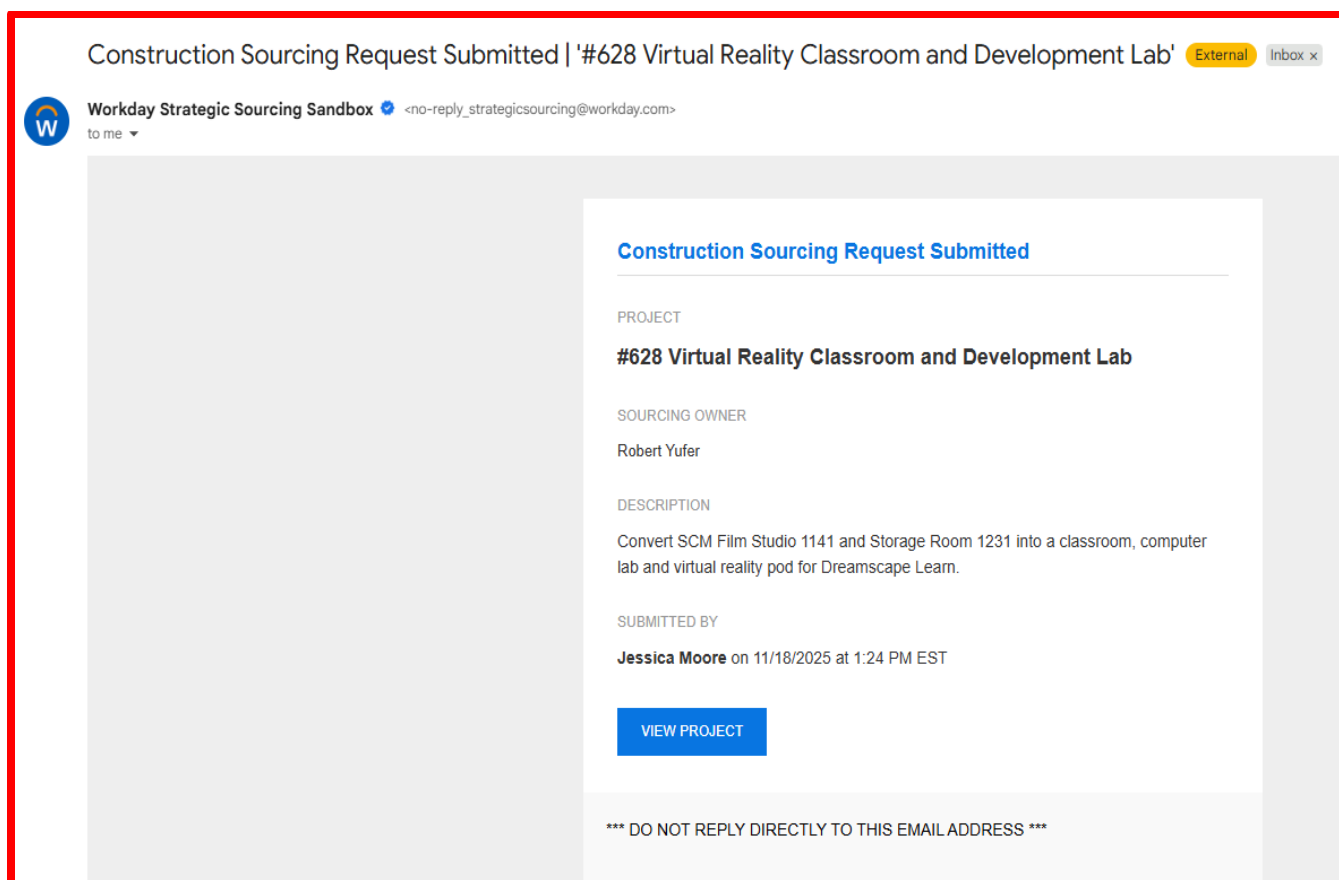 Construction Sourcing Request Submitted | '#628 Virtual Reality Classroom and Development Lab' External Inbox ×
Workday Strategic Sourcing Sandbox <no-reply_strategicsourcing@workday.com>
W
to me
Construction Sourcing Request Submitted
PROJECT
#628 Virtual Reality Classroom and Development Lab
SOURCING OWNER
Robert Yufer
DESCRIPTION
Convert SCM Film Studio 1141 and Storage Room 1231 into a classroom, computer
lab and virtual reality pod for Dreamscape Learn.
SUBMITTED BY
Jessica Moore on 11/18/2025 at 1:24 PM EST
VIEW PROJECT
*** DO NOT REPLY DIRECTLY TO THIS EMAIL ADDRESS ***